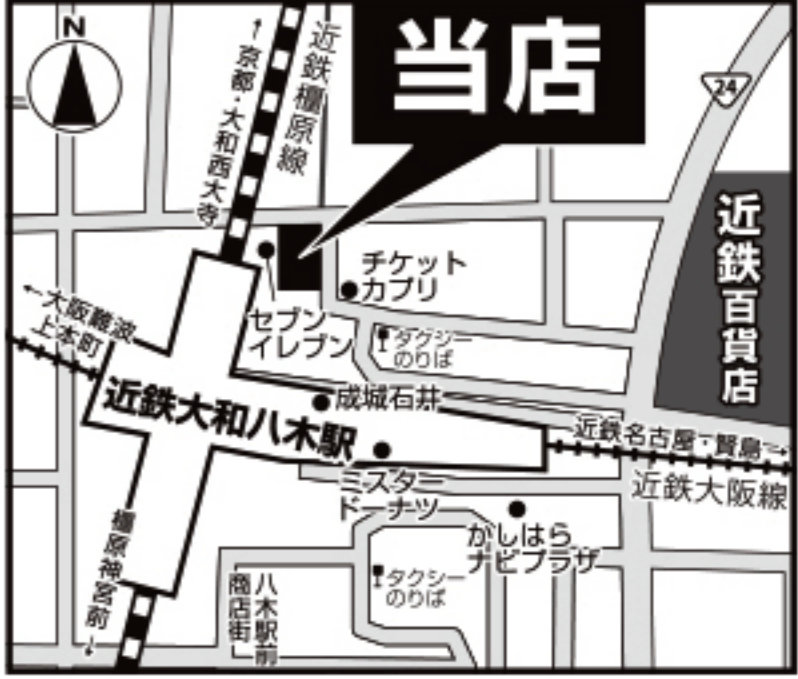 N
近鉄橿原線
↑京都・大和西大寺
当店
24
近鉄百貨店
チケット
カプリ
セブン
イレブン
タクシー
のりば
←大阪難波
上本町
成城石井
近鉄大和八木駅
近鉄名古屋・賢島→
近鉄大阪線
ミスター
ドーナツ
かしはら
ナビプラザ
橿原神宮前↓
タクシー
のりば
八木駅前
商店街